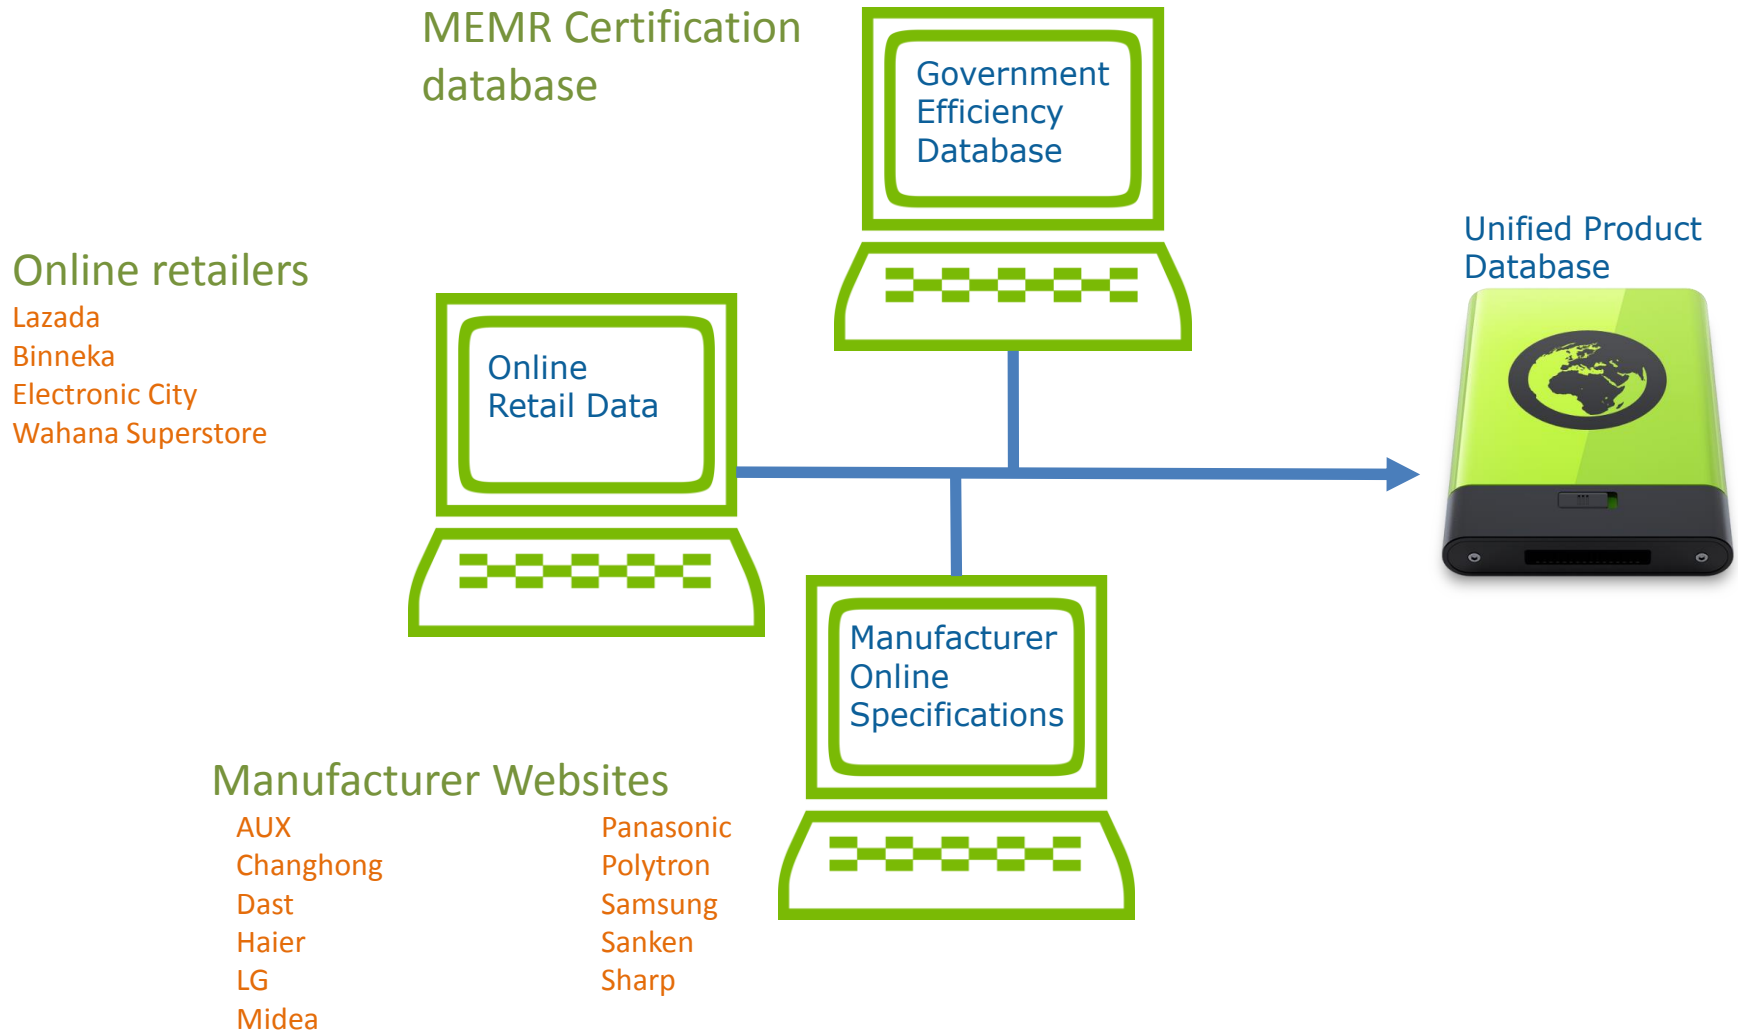 MEMR Certification
database
Government
Efficiency
Database
Unified Product
Database
Online retailers
Lazada
Binneka
Electronic City
Wahana Superstore
Online
Retail Data
Manufacturer
Online
Specifications
Manufacturer Websites
AUX
Changhong
Dast
Haier
LG
Midea
Panasonic
Polytron
Samsung
Sanken
Sharp